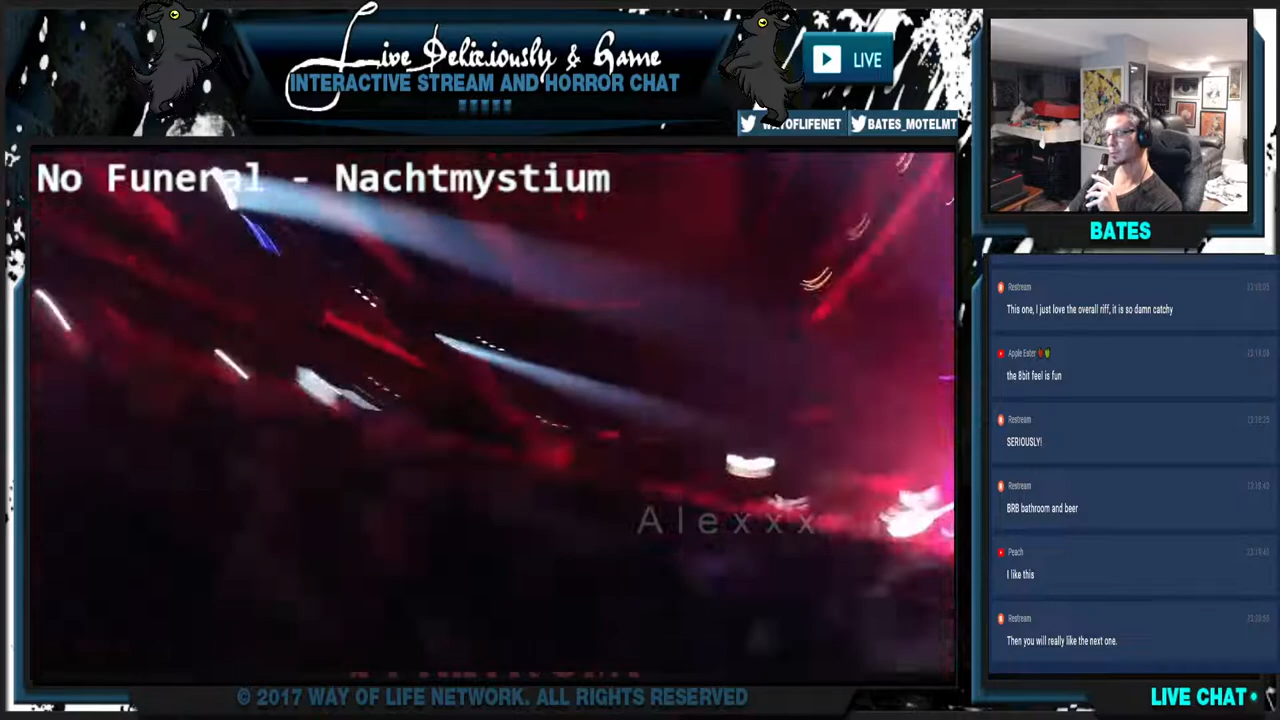 Live Deliciously & Game
INTERACTIVE STREAM AND HORROR CHAT
LIVE
WAYOFLIFENET
BATES_MOTELMT
No Funeral - Nachtmystium
Alexxx
BATES
Restream
This one, I just love the overall riff, it is so damn catchy
Apple Eater
the 8bit feel is fun
Restream
SERIOUSLY!
Restream
BRB bathroom and beer
Peach
I like this
Restream
Then you will really like the next one.
© 2017 WAY OF LIFE NETWORK. ALL RIGHTS RESERVED
LIVE CHAT